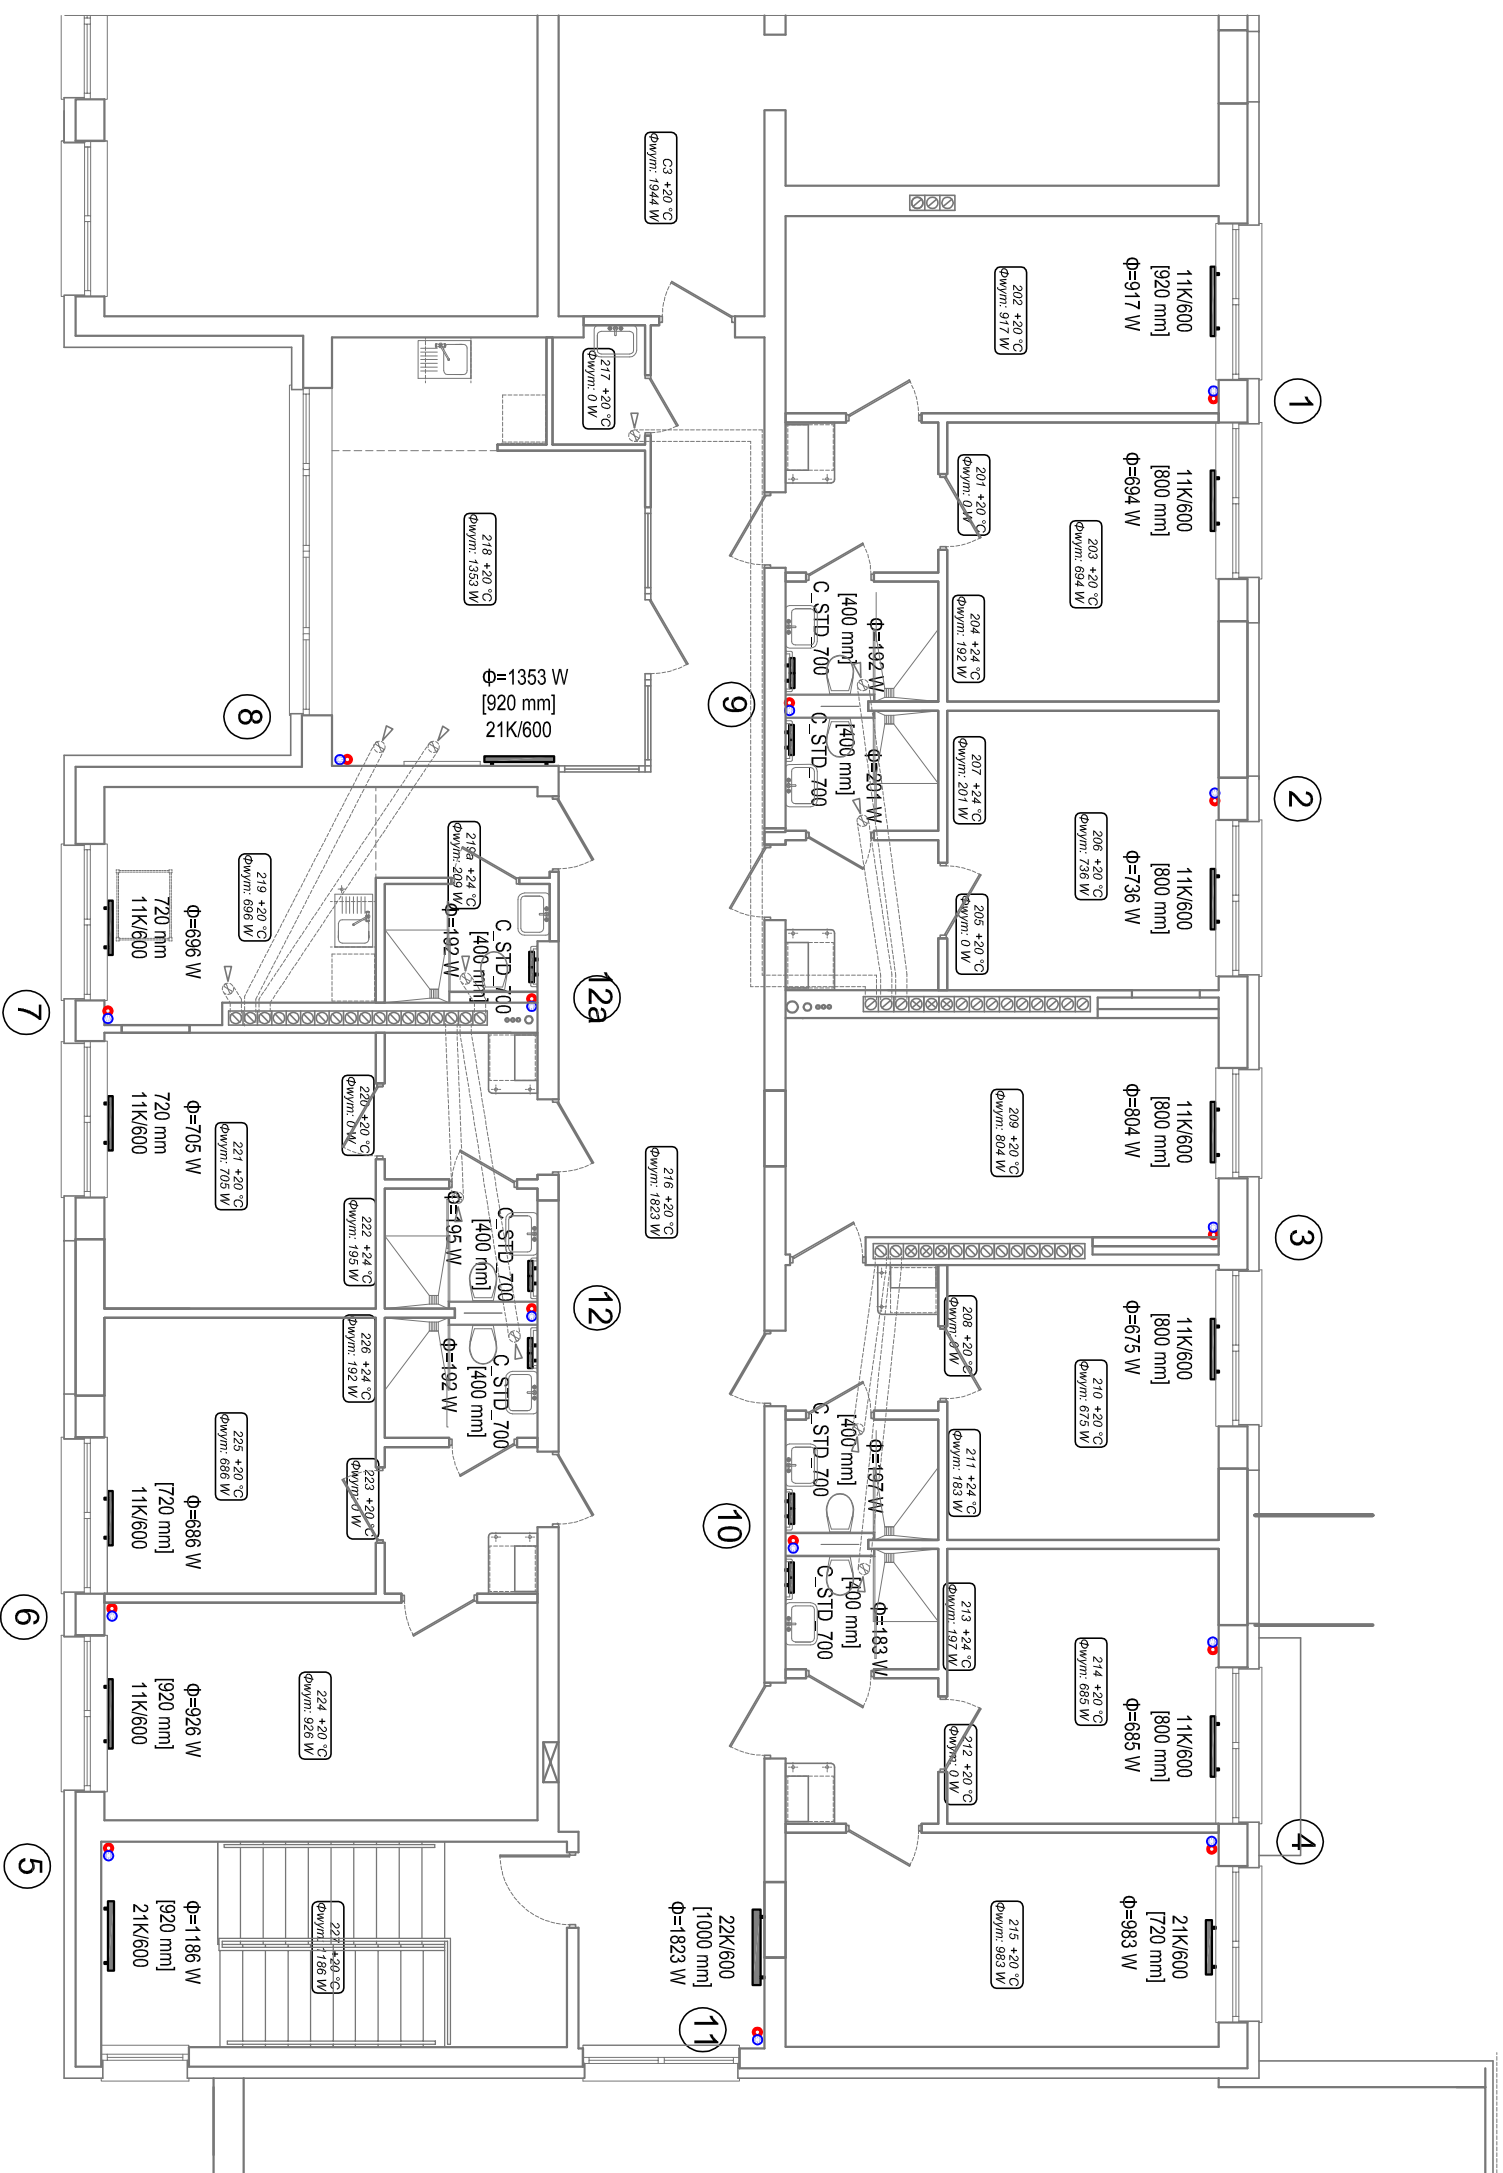 C3 +20 °C
Φwym: 1944 W
11K/600
[920 mm]
Φ=917 W
202 +20 °C
Φwym: 917 W
1
217 +20 °C
Φwym: 0 W
11K/600
[800 mm]
Φ=694 W
201 +20 °C
Φwym: 0 W
203 +20 °C
Φwym: 694 W
218 +20 °C
Φwym: 1353 W
204 +24 °C
Φwym: 192 W
Φ=192 W
[400 mm]
C_STD_700
Φ=1353 W
[920 mm]
21K/600
8
9
C_STD_700
[400 mm]
Φ=201 W
207 +24 °C
Φwym: 201 W
2
206 +20 °C
Φwym: 736 W
11K/600
[800 mm]
Φ=736 W
205 +20 °C
Φwym: 0 W
219a +24 °C
Φwym: 209 W
219 +20 °C
Φwym: 696 W
Φ=696 W
720 mm
11K/600
C_STD_700
[400 mm]
Φ=192 W
12a
7
220 +20 °C
Φwym: 0 W
Φ=705 W
720 mm
11K/600
221 +20 °C
Φwym: 705 W
216 +20 °C
Φwym: 1823 W
209 +20 °C
Φwym: 804 W
11K/600
[800 mm]
Φ=804 W
3
222 +24 °C
Φwym: 195 W
C_STD_700
[400 mm]
Φ=195 W
12
226 +24 °C
Φwym: 192 W
C_STD_700
[400 mm]
Φ=192 W
208 +20 °C
Φwym: 0 W
11K/600
[800 mm]
Φ=675 W
210 +20 °C
Φwym: 675 W
225 +20 °C
Φwym: 686 W
223 +20 °C
Φwym: 0 W
Φ=686 W
[720 mm]
11K/600
Φ=197 W
[400 mm]
C_STD_700
211 +24 °C
Φwym: 183 W
10
6
Φ=183 W
[400 mm]
C_STD_700
213 +24 °C
Φwym: 197 W
214 +20 °C
Φwym: 685 W
11K/600
[800 mm]
Φ=685 W
224 +20 °C
Φwym: 926 W
Φ=926 W
[920 mm]
11K/600
212 +20 °C
Φwym: 0 W
4
5
Φ=1186 W
[920 mm]
21K/600
227 +20 °C
Φwym: 1186 W
22K/600
[1000 mm]
Φ=1823 W
215 +20 °C
Φwym: 983 W
21K/600
[720 mm]
Φ=983 W
11